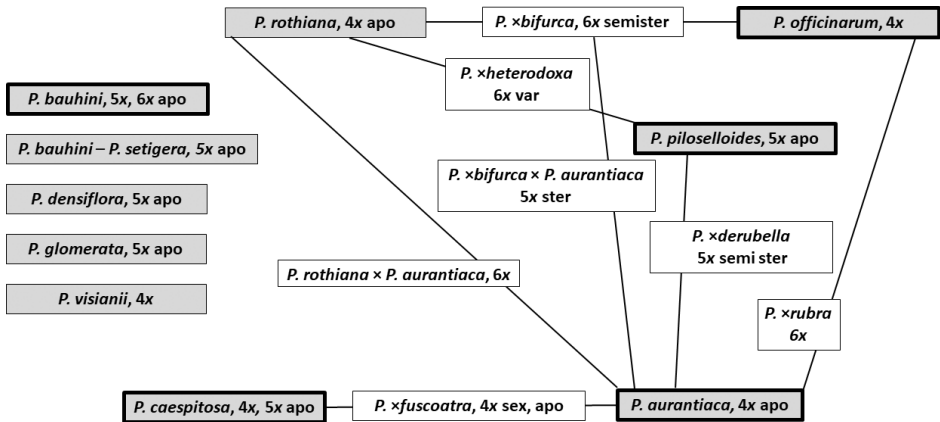 P. rothiana, 4x apo
P. ×bifurca, 6x semister
P. officinarum, 4x
P. ×heterodoxa
6x var
P. bauhini, 5x, 6x apo
P. piloselloides, 5x apo
P. bauhini – P. setigera, 5x apo
P. ×bifurca × P. aurantiaca
5x ster
P. densiflora, 5x apo
P. ×derubella
5x semi ster
P. glomerata, 5x apo
P. rothiana × P. aurantiaca, 6x
P. visianii, 4x
P. ×rubra
6x
P. caespitosa, 4x, 5x apo
P. ×fuscoatra, 4x sex, apo
P. aurantiaca, 4x apo